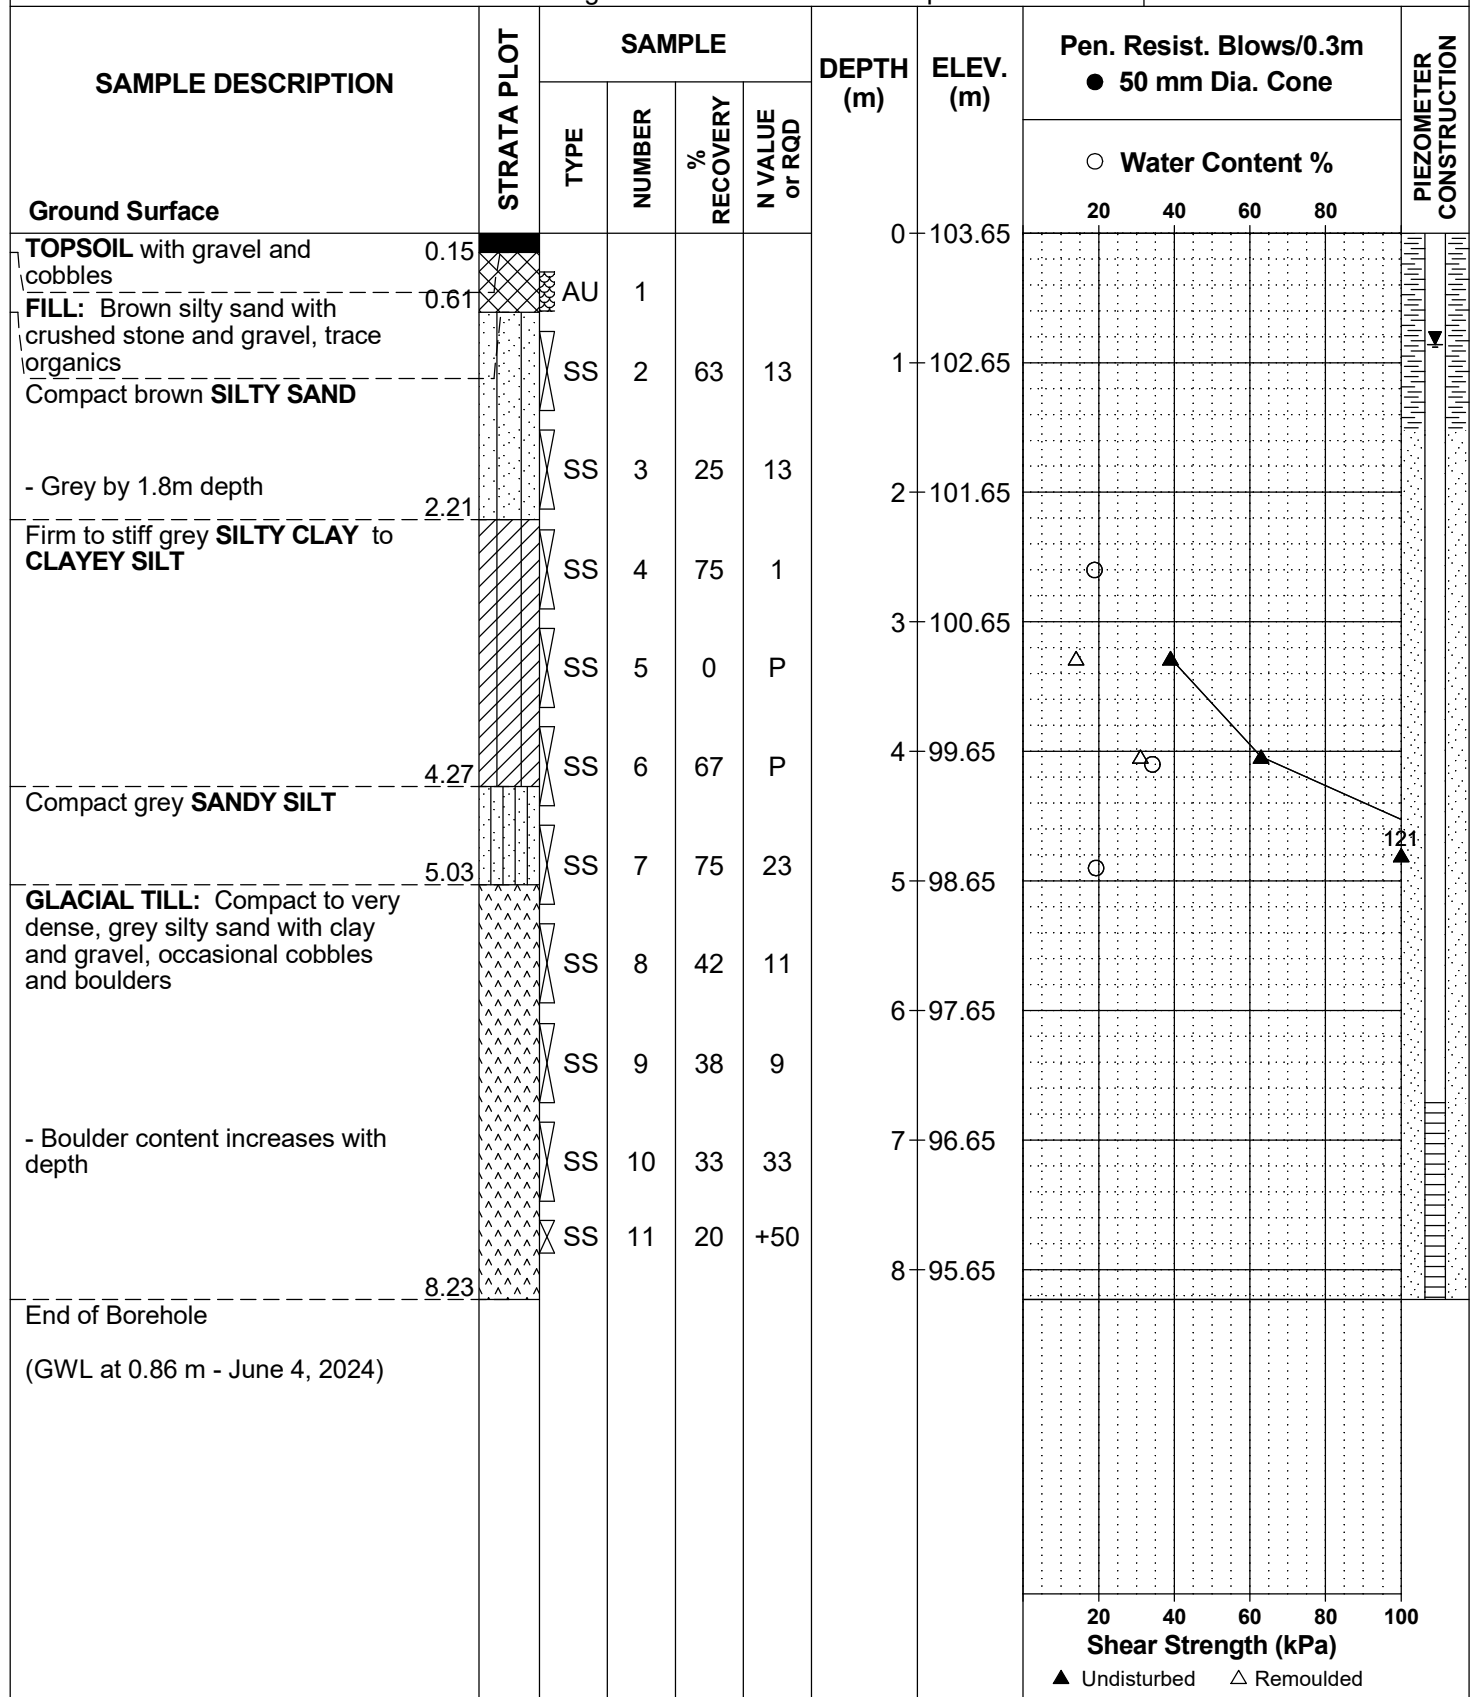 SAMPLE DESCRIPTION
STRATA PLOT
SAMPLE
TYPE
NUMBER
% RECOVERY
N VALUE or RQD
DEPTH (m)
ELEV. (m)
Pen. Resist. Blows/0.3m
● 50 mm Dia. Cone
○ Water Content %
20 40 60 80
PIEZOMETER CONSTRUCTION
Ground Surface
0 103.65
TOPSOIL with gravel and 0.15
cobbles
AU 1
0.61
FILL: Brown silty sand with
crushed stone and gravel, trace
organics
1 102.65
SS 2 63 13
Compact brown SILTY SAND
SS 3 25 13
- Grey by 1.8m depth
2 101.65
2.21
Firm to stiff grey SILTY CLAY to
CLAYEY SILT
SS 4 75 1
3 100.65
SS 5 0 P
4 99.65
SS 6 67 P
4.27
Compact grey SANDY SILT
121
SS 7 75 23
5.03
5 98.65
GLACIAL TILL: Compact to very
dense, grey silty sand with clay
and gravel, occasional cobbles
and boulders
SS 8 42 11
6 97.65
SS 9 38 9
- Boulder content increases with
depth
7 96.65
SS 10 33 33
SS 11 20 +50
8 95.65
8.23
End of Borehole
(GWL at 0.86 m - June 4, 2024)
20 40 60 80 100
Shear Strength (kPa)
▲ Undisturbed △ Remoulded